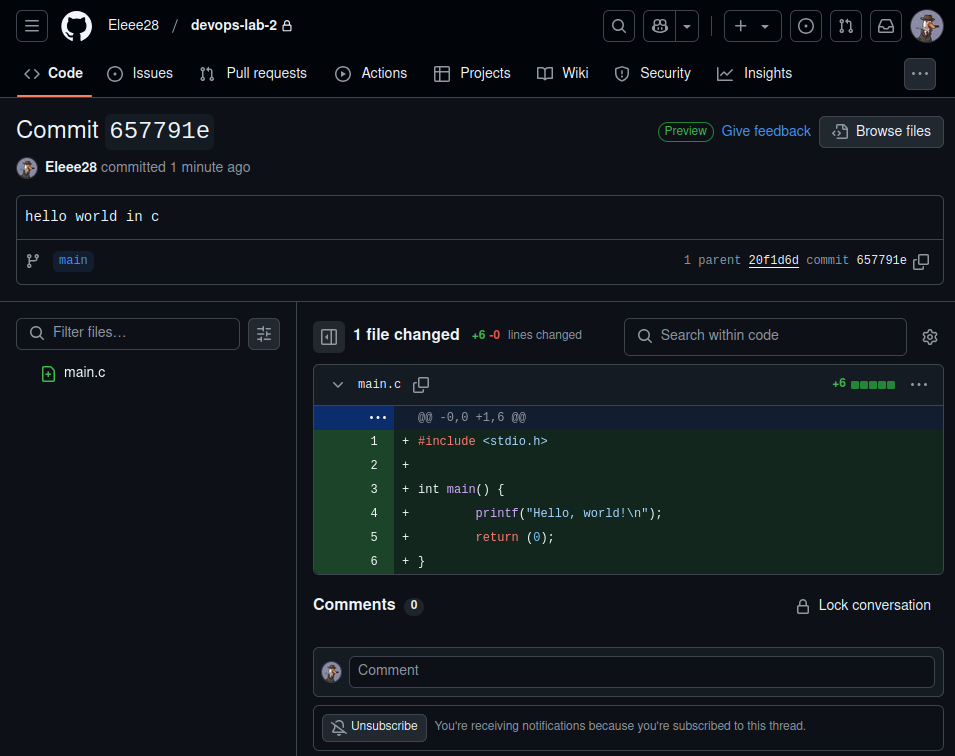 Eleee28 / devops-lab-2
Code Issues Pull requests Actions Projects Wiki Security Insights
Commit 657791e
Preview Give feedback Browse files
Eleee28 committed 1 minute ago
hello world in c
main 1 parent 20f1d6d commit 657791e
Filter files…
main.c
1 file changed +6 -0 lines changed
Search within code
main.c +6
@@ -0,0 +1,6 @@
1 + #include <stdio.h>
2 +
3 + int main() {
4 + printf("Hello, world!\n");
5 + return (0);
6 + }
Comments 0 Lock conversation
Comment
Unsubscribe You're receiving notifications because you're subscribed to this thread.